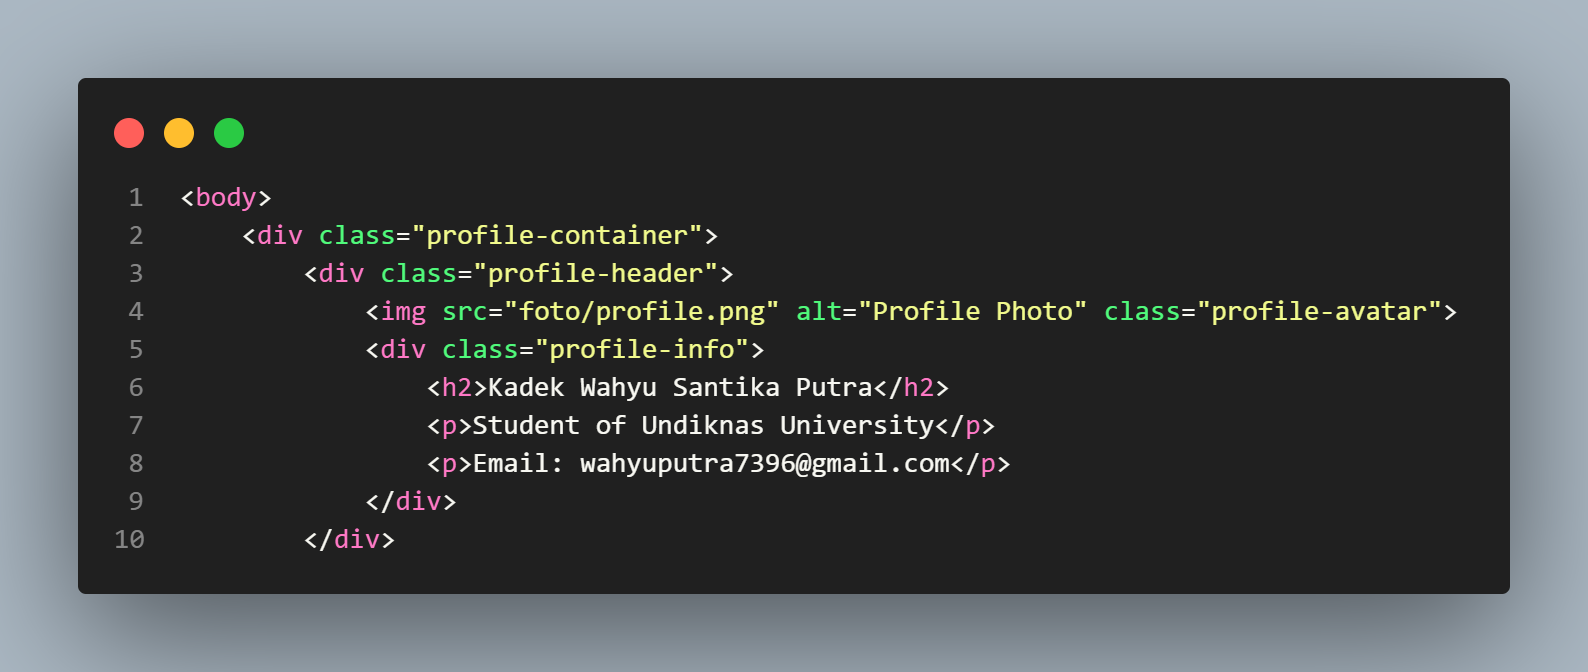 1 <body>
2     <div class="profile-container">
3         <div class="profile-header">
4             <img src="foto/profile.png" alt="Profile Photo" class="profile-avatar">
5             <div class="profile-info">
6                 <h2>Kadek Wahyu Santika Putra</h2>
7                 <p>Student of Undiknas University</p>
8                 <p>Email: wahyuputra7396@gmail.com</p>
9             </div>
10         </div>